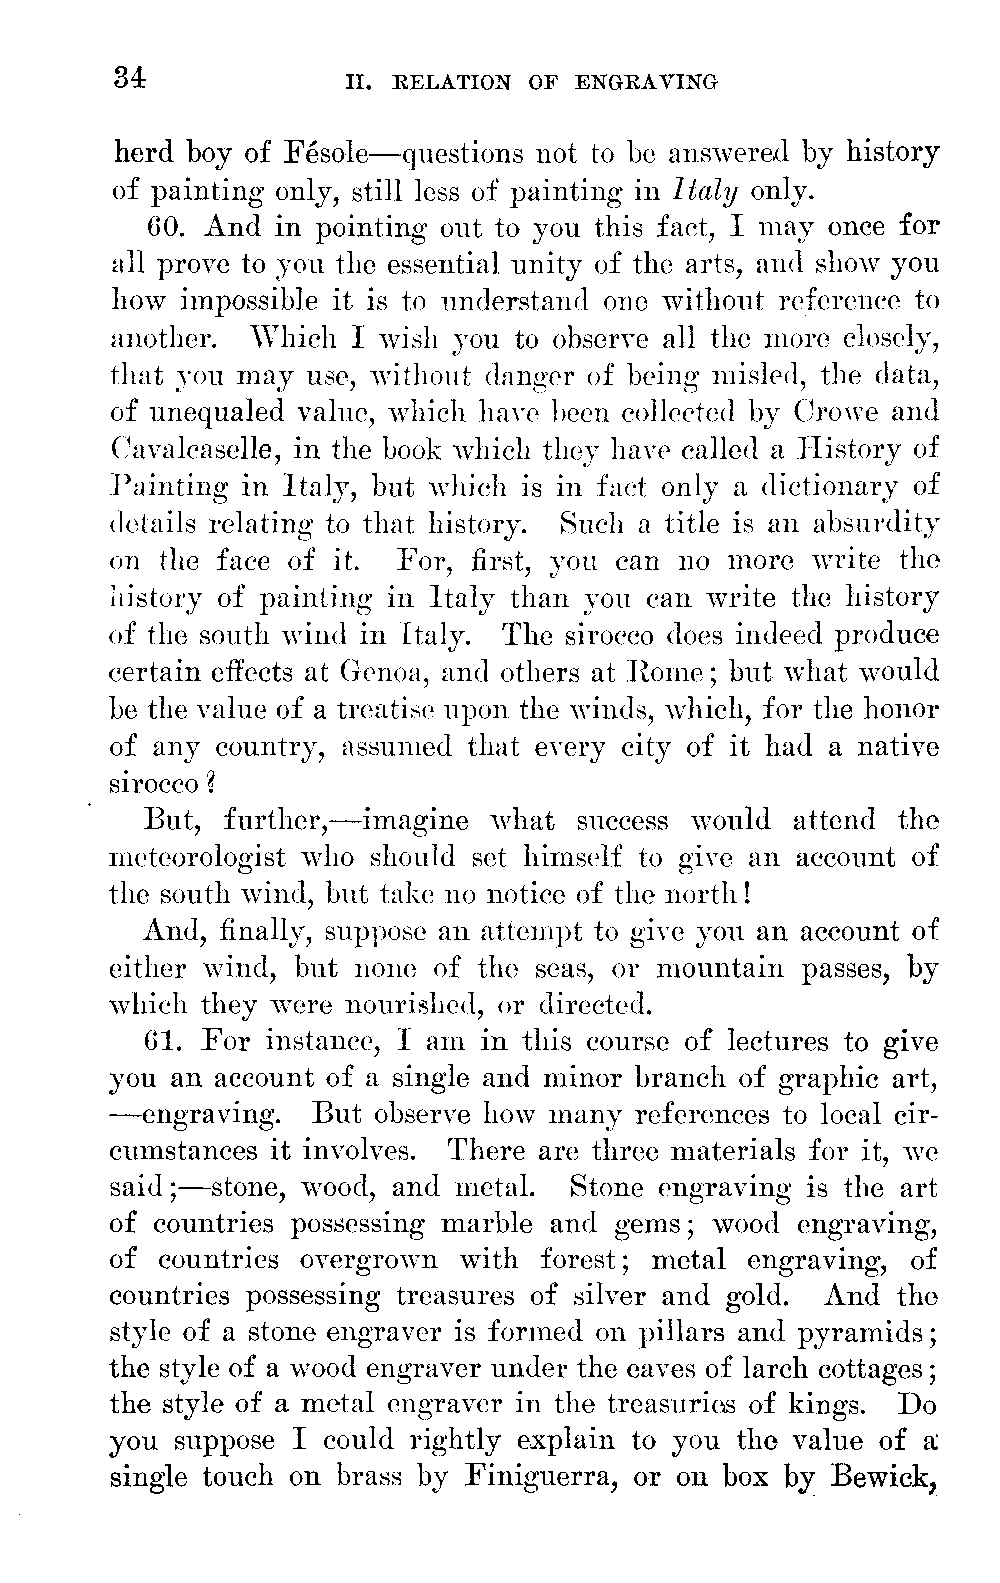 34 II. RELATION OF ENGRAVING
herd boy of Fésole—questions not to be answered by history
of painting only, still less of painting in Italy only.
60. And in pointing out to you this fact, I may once for
all prove to you the essential unity of the arts, and show you
how impossible it is to understand one without reference to
another. Which I wish you to observe all the more closely,
that you may use, without danger of being misled, the data,
of unequaled value, which have been collected by Crowe and
Cavalcaselle, in the book which they have called a History of
Painting in Italy, but which is in fact only a dictionary of
details relating to that history. Such a title is an absurdity
on the face of it. For, first, you can no more write the
history of painting in Italy than you can write the history
of the south wind in Italy. The sirocco does indeed produce
certain effects at Genoa, and others at Rome; but what would
be the value of a treatise upon the winds, which, for the honor
of any country, assumed that every city of it had a native
sirocco?
But, further,—imagine what success would attend the
meteorologist who should set himself to give an account of
the south wind, but take no notice of the north!
And, finally, suppose an attempt to give you an account of
either wind, but none of the seas, or mountain passes, by
which they were nourished, or directed.
61. For instance, I am in this course of lectures to give
you an account of a single and minor branch of graphic art,
—engraving. But observe how many references to local cir-
cumstances it involves. There are three materials for it, we
said;—stone, wood, and metal. Stone engraving is the art
of countries possessing marble and gems; wood engraving,
of countries overgrown with forest; metal engraving, of
countries possessing treasures of silver and gold. And the
style of a stone engraver is formed on pillars and pyramids;
the style of a wood engraver under the eaves of larch cottages;
the style of a metal engraver in the treasuries of kings. Do
you suppose I could rightly explain to you the value of a
single touch on brass by Finiguerra, or on box by Bewick,